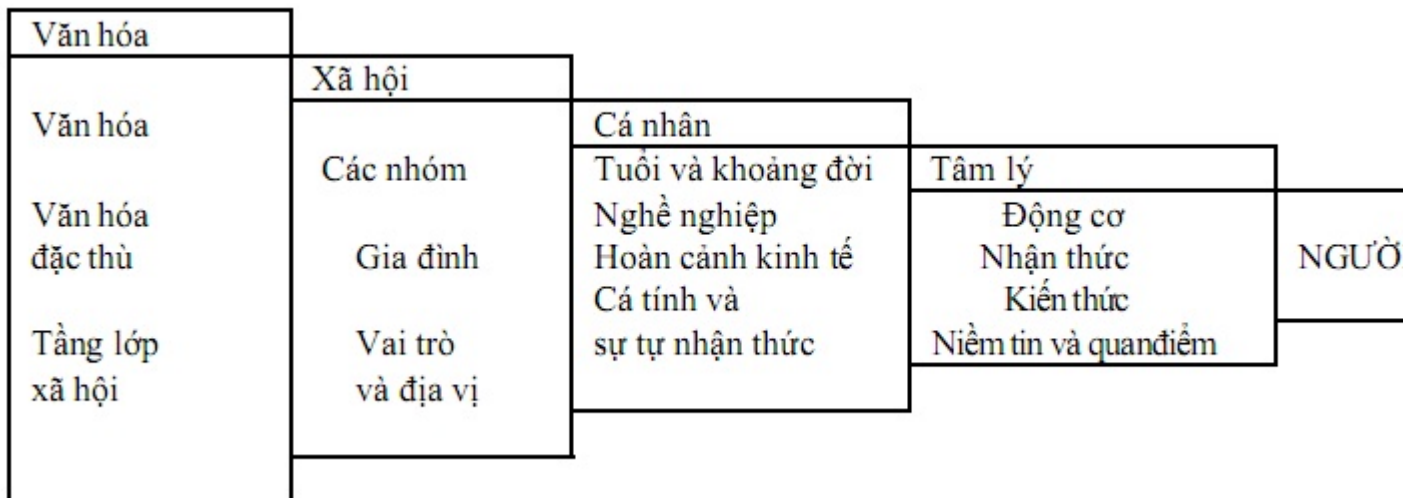 Văn hóa
Văn hóa
Văn hóa
đặc thù
Tầng lớp
xã hội
Xã hội
Các nhóm
Gia đình
Vai trò
và địa vị
Cá nhân
Tuổi và khoảng đời
Nghề nghiệp
Hoàn cảnh kinh tế
Cá tính và
sự tự nhận thức
Tâm lý
Động cơ
Nhận thức
Kiến thức
Niềm tin và quanđiểm